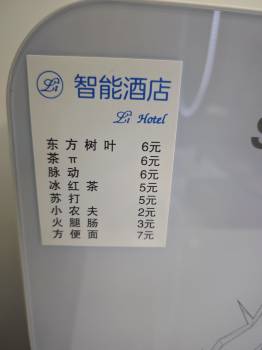 Li 智能酒店
Li Hotel
东方树叶 6元
茶π 6元
脉动 6元
冰红茶 5元
苏打 5元
小农夫 2元
火腿肠 3元
方便面 7元
S